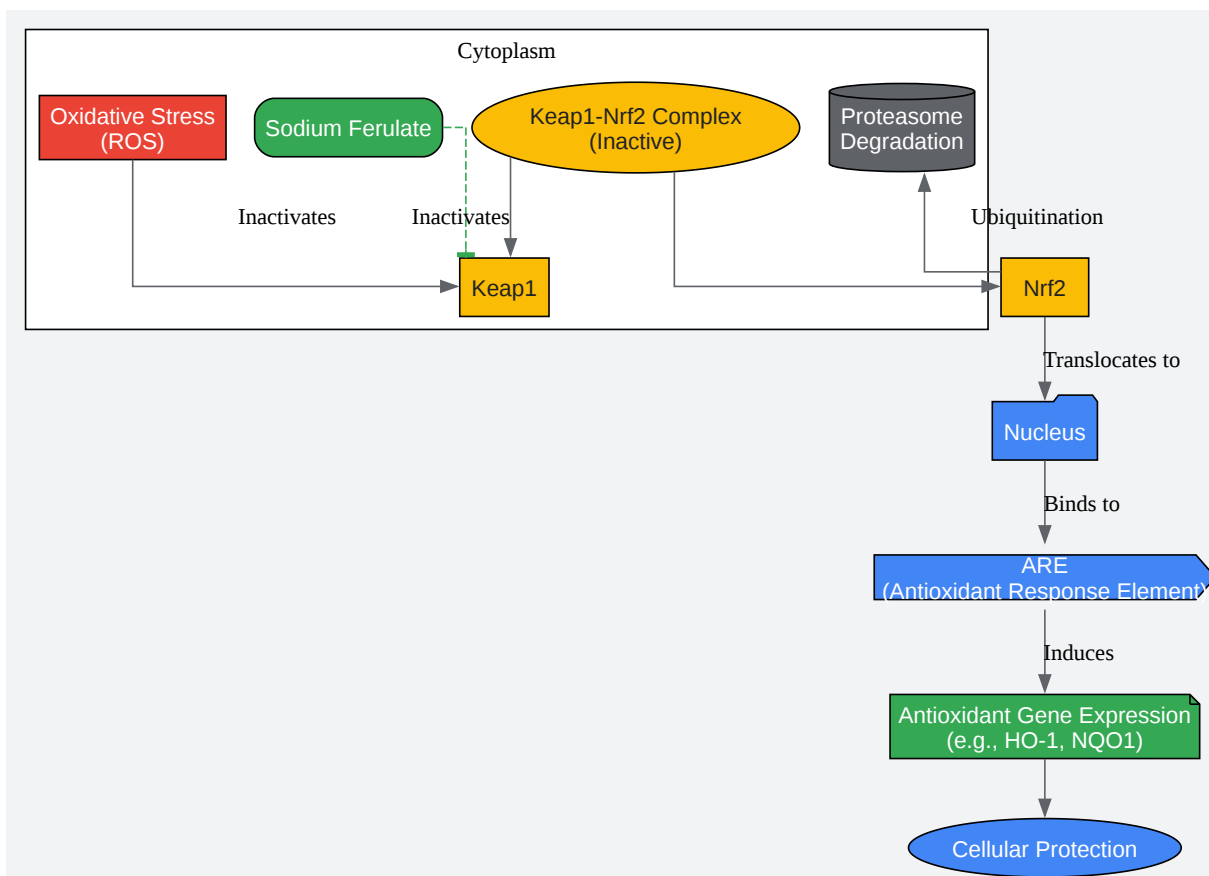 Cytoplasm
Oxidative Stress
(ROS)
Sodium Ferulate
Keap1-Nrf2 Complex
(Inactive)
Proteasome
Degradation
Inactivates
Inactivates
Ubiquitination
Keap1
Nrf2
Translocates to
Nucleus
Binds to
ARE
(Antioxidant Response Element)
Induces
Antioxidant Gene Expression
(e.g., HO-1, NQO1)
Cellular Protection